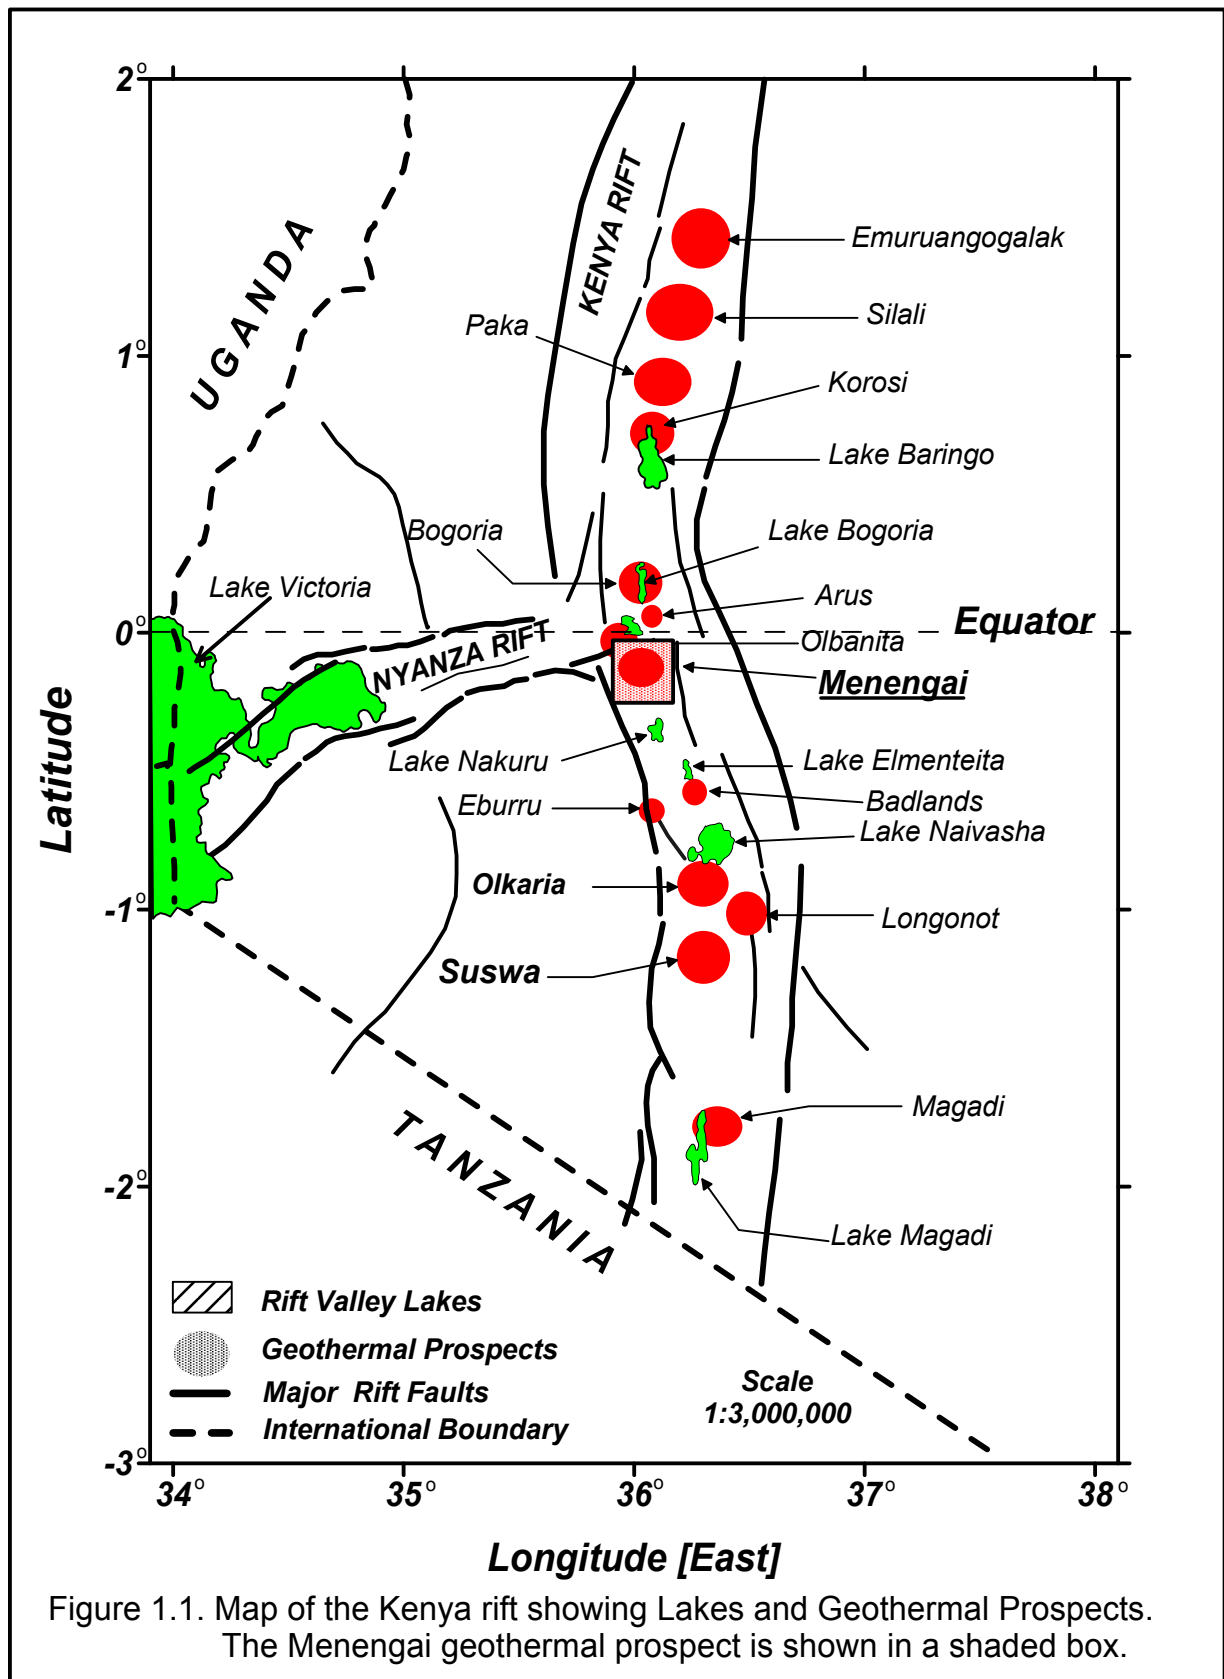 2°
KENYA RIFT
UGANDA
Emuruangogalak
Silali
Paka
1°
Korosi
Lake Baringo
Bogoria
Lake Bogoria
Lake Victoria
Arus
0°
Equator
Olbanita
NYANZA RIFT
Menengai
Latitude
Lake Nakuru
Lake Elmenteita
Eburru
Badlands
Lake Naivasha
Olkaria
-1°
Longonot
Suswa
Magadi
TANZANIA
-2°
Lake Magadi
Rift Valley Lakes
Geothermal Prospects
Major Rift Faults
International Boundary
Scale
1:3,000,000
-3°
34° 35° 36° 37° 38°
Longitude [East]
Figure 1.1. Map of the Kenya rift showing Lakes and Geothermal Prospects.
The Menengai geothermal prospect is shown in a shaded box.